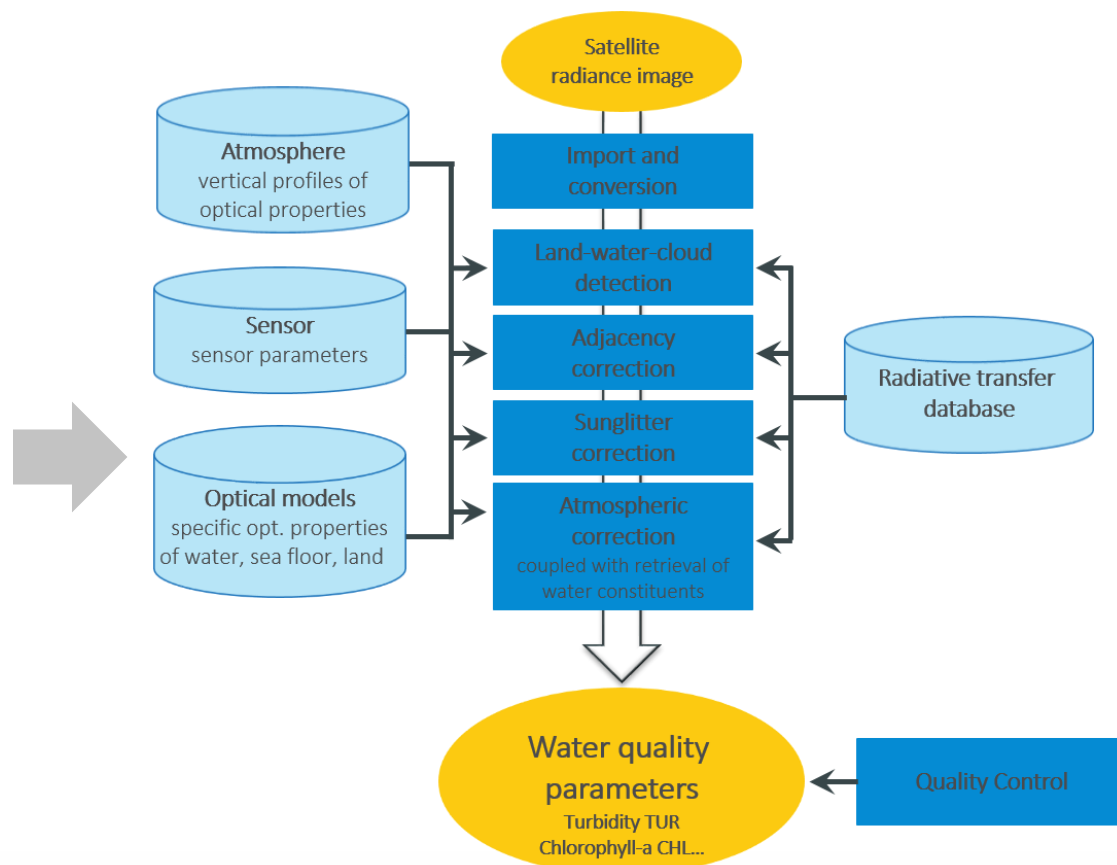 Satellite
radiance image
Atmosphere
vertical profiles of
optical properties
Import and
conversion
Land-water-cloud
detection
Sensor
sensor parameters
Adjacency
correction
Radiative transfer
database
Sunglitter
correction
Optical models
specific opt. properties
of water, sea floor, land
Atmospheric
correction
coupled with retrieval of
water constituents
Water quality
parameters
Turbidity TUR
Chlorophyll-a CHL...
Quality Control